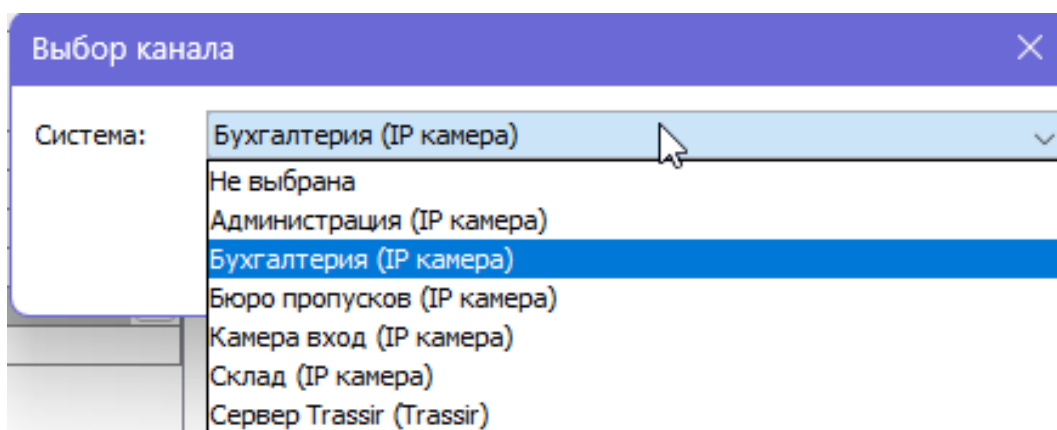 Выбор канала
Система: Бухгалтерия (IP камера)
Не выбрана
Администрация (IP камера)
Бухгалтерия (IP камера)
Бюро пропусков (IP камера)
Камера вход (IP камера)
Склад (IP камера)
Сервер Trassir (Trassir)